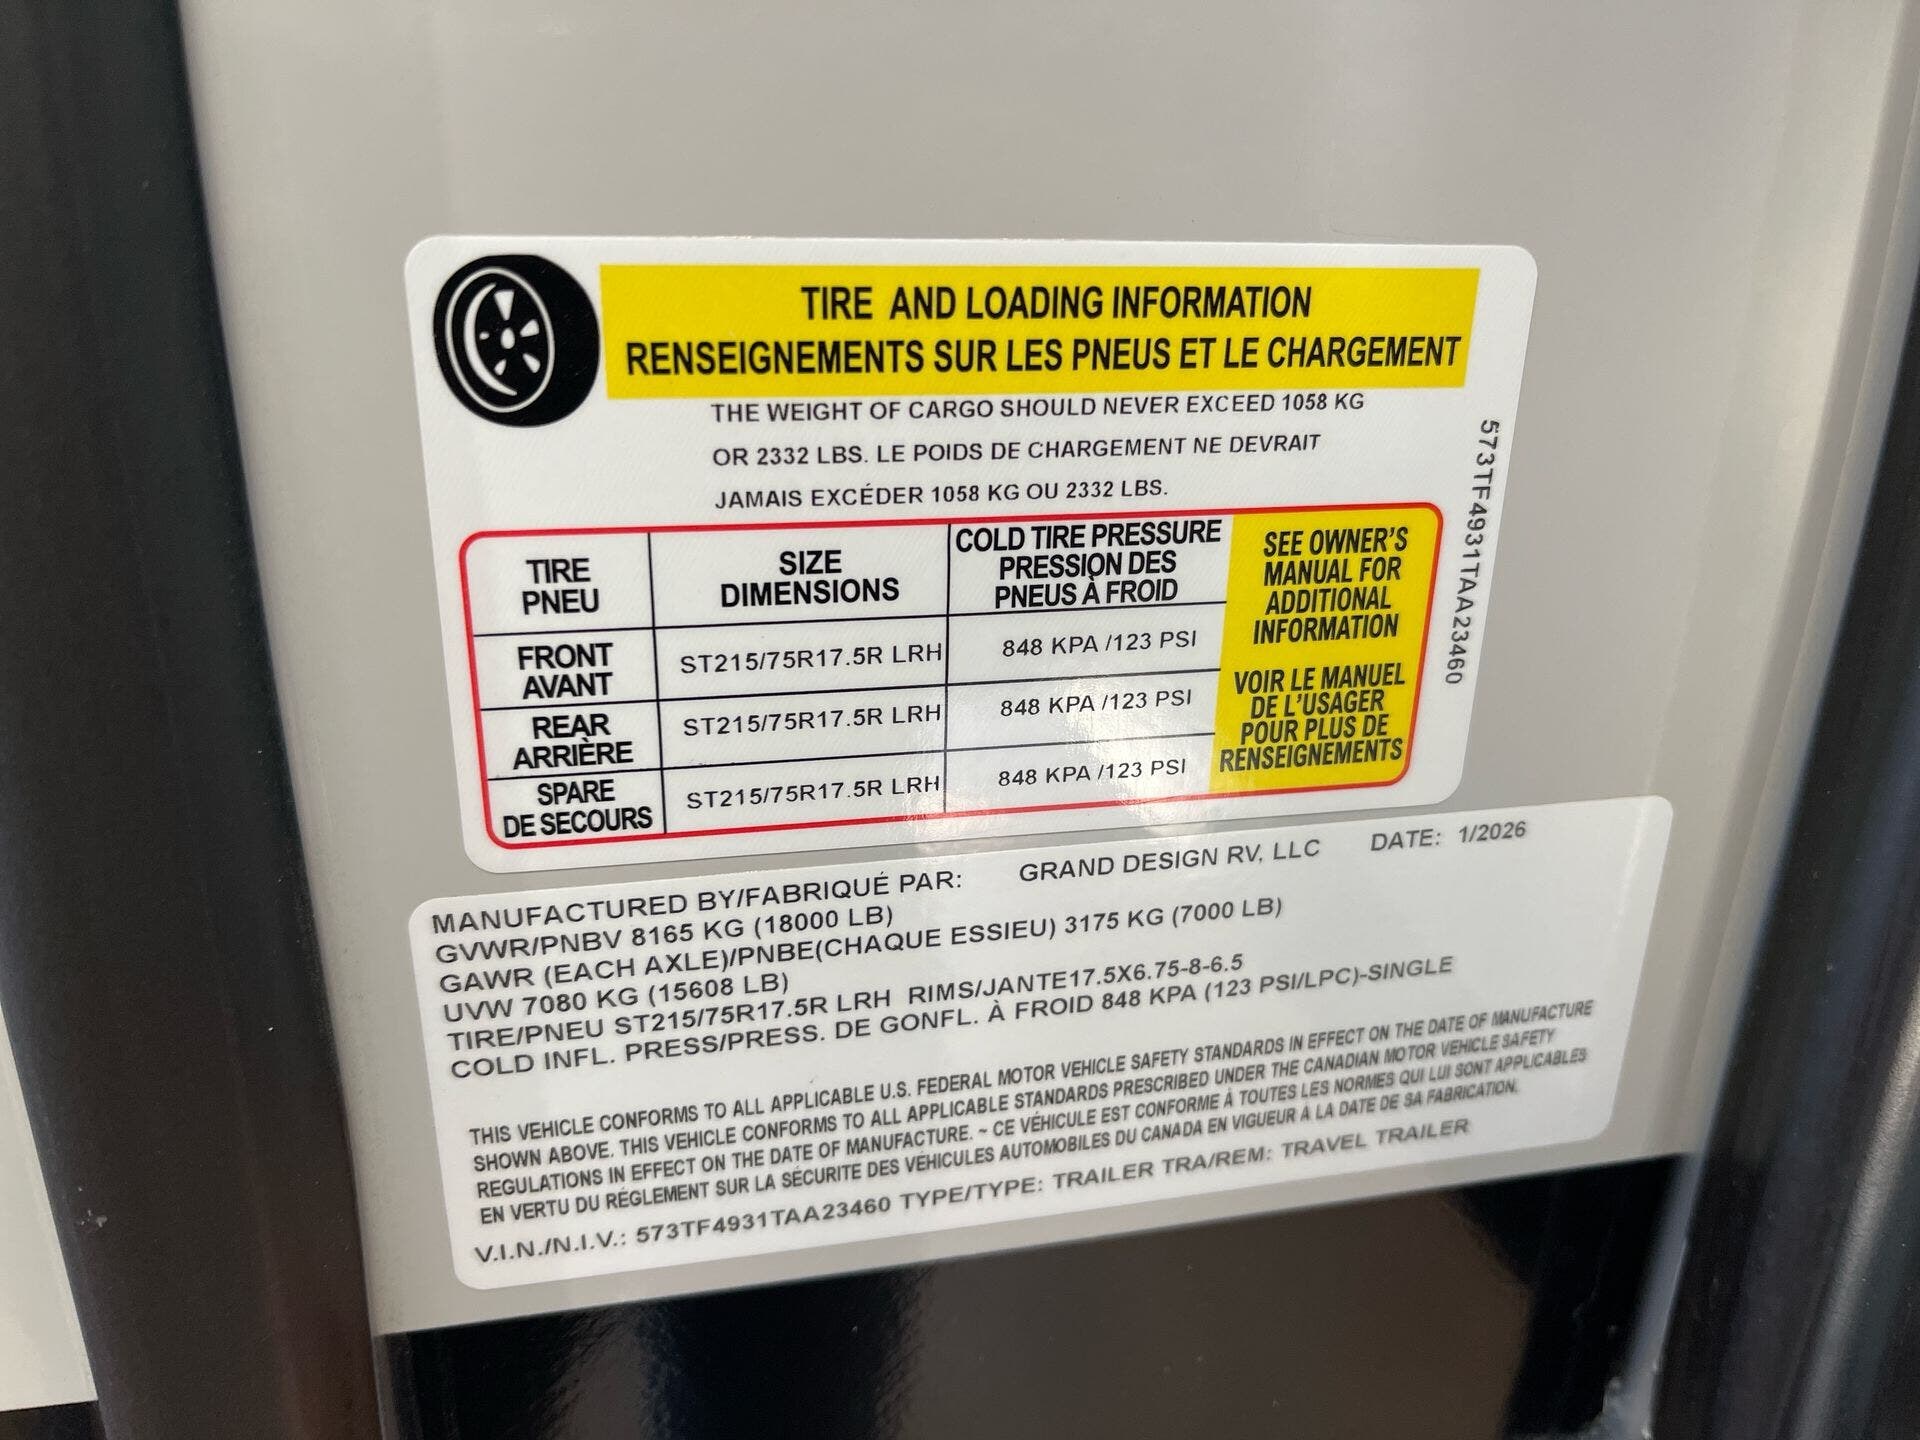 TIRE AND LOADING INFORMATION
RENSEIGNEMENTS SUR LES PNEUS ET LE CHARGEMENT
THE WEIGHT OF CARGO SHOULD NEVER EXCEED 1058 KG
OR 2332 LBS. LE POIDS DE CHARGEMENT NE DEVRAIT
JAMAIS EXCÉDER 1058 KG OU 2332 LBS.
TIRE
PNEU
SIZE
DIMENSIONS
COLD TIRE PRESSURE
PRESSION DES
PNEUS À FROID
FRONT
AVANT
ST215/75R17.5R LRH
848 KPA /123 PSI
REAR
ARRIÈRE
ST215/75R17.5R LRH
848 KPA /123 PSI
SPARE
DE SECOURS
ST215/75R17.5R LRH
848 KPA /123 PSI
SEE OWNER'S
MANUAL FOR
ADDITIONAL
INFORMATION
VOIR LE MANUEL
DE L'USAGER
POUR PLUS DE
RENSEIGNEMENTS
573TF4931TAA23460
MANUFACTURED BY/FABRIQUÉ PAR: GRAND DESIGN RV, LLC DATE: 1/2026
GVWR/PNBV 8165 KG (18000 LB)
GAWR (EACH AXLE)/PNBE(CHAQUE ESSIEU) 3175 KG (7000 LB)
UVW 7080 KG (15608 LB)
TIRE/PNEU ST215/75R17.5R LRH RIMS/JANTE17.5X6.75-8-6.5
COLD INFL. PRESS/PRESS. DE GONFL. À FROID 848 KPA (123 PSI/LPC)-SINGLE
THIS VEHICLE CONFORMS TO ALL APPLICABLE U.S. FEDERAL MOTOR VEHICLE SAFETY STANDARDS IN EFFECT ON THE DATE OF MANUFACTURE
SHOWN ABOVE. THIS VEHICLE CONFORMS TO ALL APPLICABLE STANDARDS PRESCRIBED UNDER THE CANADIAN MOTOR VEHICLE SAFETY
REGULATIONS IN EFFECT ON THE DATE OF MANUFACTURE. ~ CE VÉHICULE EST CONFORME À TOUTES LES NORMES QUI LUI SONT APPLICABLES
EN VERTU DU RÉGLEMENT SUR LA SÉCURITE DES VÉHICULES AUTOMOBILES DU CANADA EN VIGUEUR À LA DATE DE SA FABRICATION.
V.I.N./N.I.V.: 573TF4931TAA23460 TYPE/TYPE: TRAILER TRA/REM: TRAVEL TRAILER